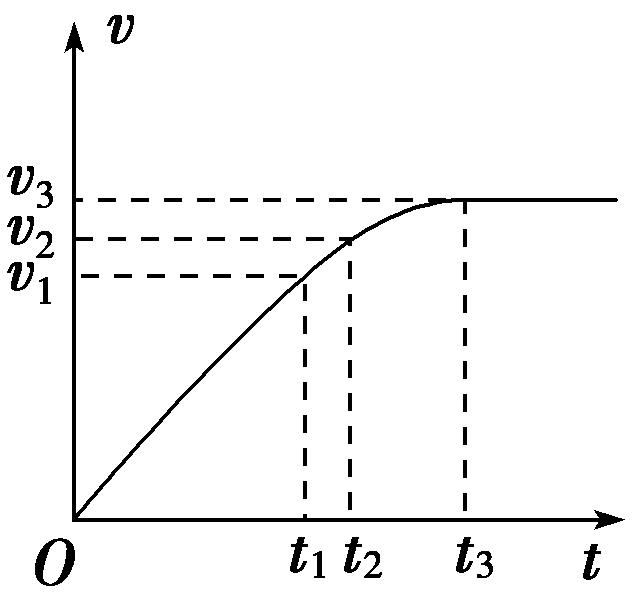 v
v₃
v₂
v₁
O
t₁ t₂ t₃ t